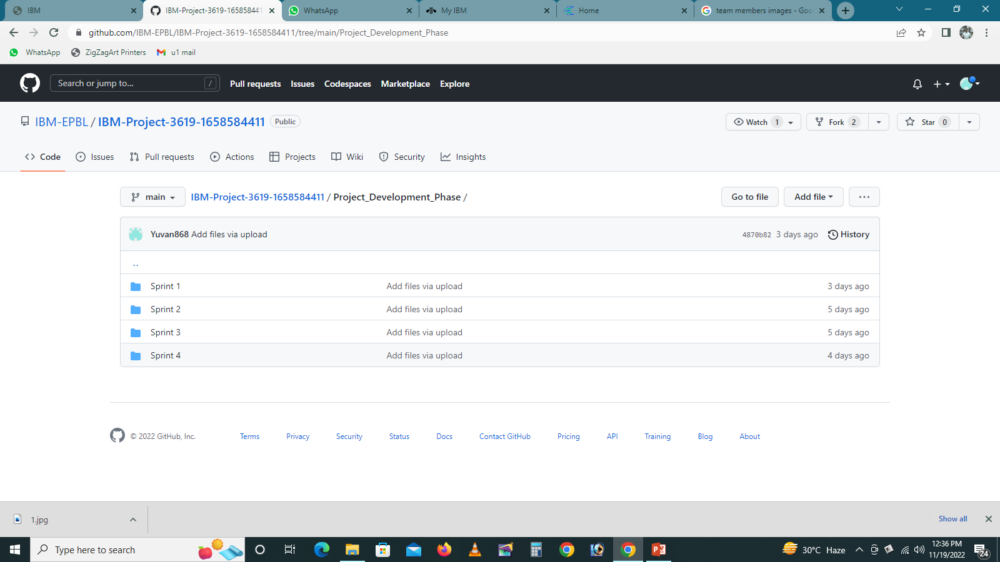 IBM
IBM-Project-3619-1658584411
WhatsApp
My IBM
Home
team members images - Goo
github.com/IBM-EPBL/IBM-Project-3619-1658584411/tree/main/Project_Development_Phase
WhatsApp ZigZagArt Printers u1 mail
Search or jump to... / Pull requests Issues Codespaces Marketplace Explore
IBM-EPBL / IBM-Project-3619-1658584411 Public Watch 1 Fork 2 Star 0
Code Issues Pull requests Actions Projects Wiki Security Insights
main IBM-Project-3619-1658584411 / Project_Development_Phase / Go to file Add file ...
Yuvan868 Add files via upload 4870b82 3 days ago History
..
Sprint 1 Add files via upload 3 days ago
Sprint 2 Add files via upload 5 days ago
Sprint 3 Add files via upload 5 days ago
Sprint 4 Add files via upload 4 days ago
© 2022 GitHub, Inc. Terms Privacy Security Status Docs Contact GitHub Pricing API Training Blog About
1.jpg Show all
Type here to search 30°C Haze 12:36 PM
11/19/2022 24